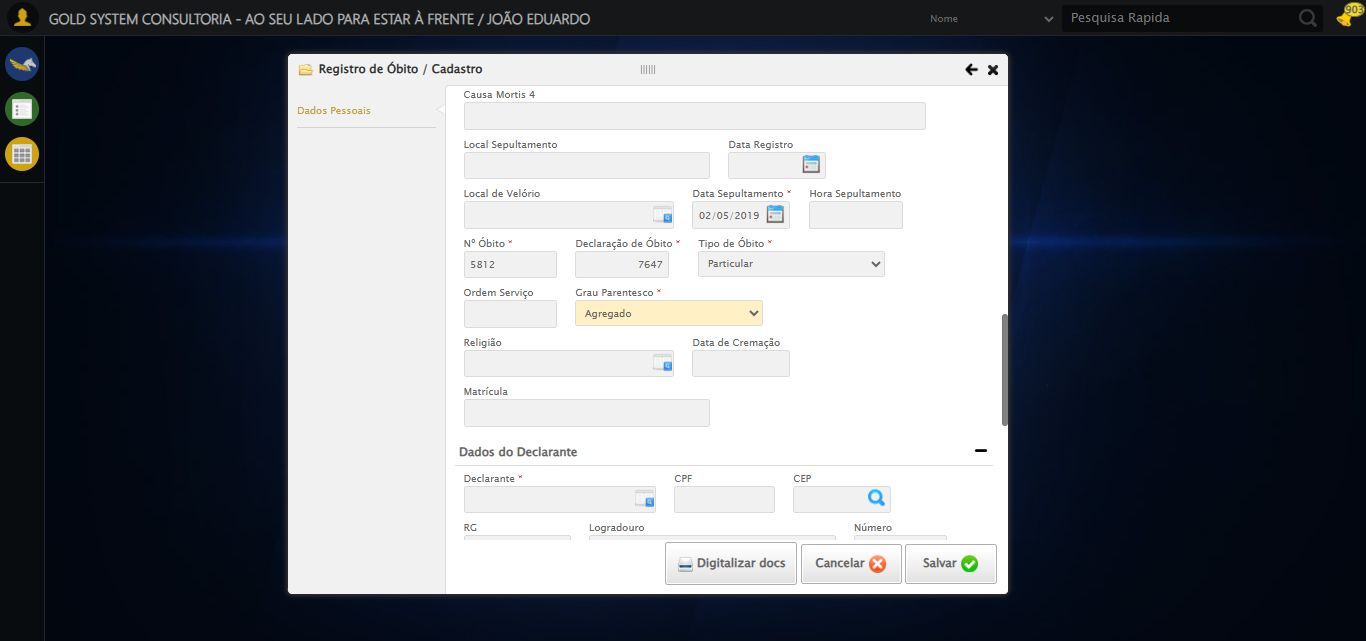 GOLD SYSTEM CONSULTORIA - AO SEU LADO PARA ESTAR À FRENTE / JOÃO EDUARDO
Nome
Pesquisa Rapida
903
Registro de Óbito / Cadastro
Dados Pessoais
Causa Mortis 4
Local Sepultamento
Data Registro
Local de Velório
Data Sepultamento *
Hora Sepultamento
02/05/2019
Nº Óbito *
Declaração de Óbito *
Tipo de Óbito *
5812
7647
Particular
Ordem Serviço
Grau Parentesco *
Agregado
Religião
Data de Cremação
Matrícula
Dados do Declarante
Declarante *
CPF
CEP
RG
Logradouro
Número
Digitalizar docs
Cancelar
Salvar